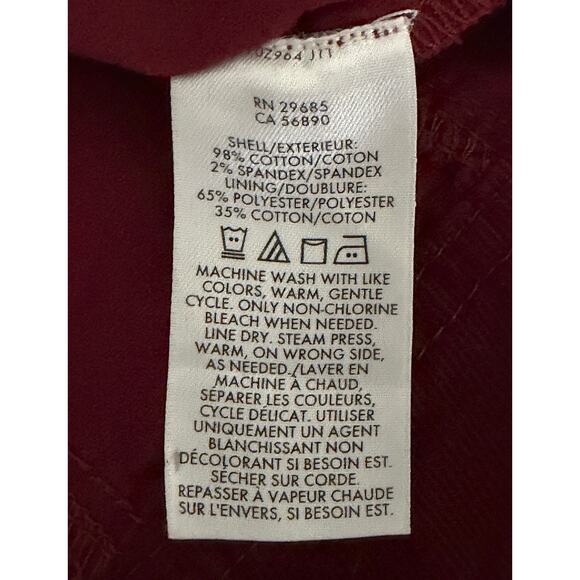 RN 29685
CA 56890
SHELL/EXTERIEUR:
98% COTTON/COTON
2% SPANDEX/SPANDEX
LINING/DOUBLURE:
65% POLYESTER/POLYESTER
35% COTTON/COTON
MACHINE WASH WITH LIKE
COLORS, WARM, GENTLE
CYCLE. ONLY NON-CHLORINE
BLEACH WHEN NEEDED.
LINE DRY. STEAM PRESS,
WARM, ON WRONG SIDE,
AS NEEDED./LAVER EN
MACHINE À CHAUD,
SÉPARER LES COULEURS,
CYCLE DÉLICAT. UTILISER
UNIQUEMENT UN AGENT
BLANCHISSANT NON
DÉCOLORANT SI BESOIN EST.
SÉCHER SUR CORDE.
REPASSER À VAPEUR CHAUDE
SUR L'ENVERS, SI BESOIN EST.